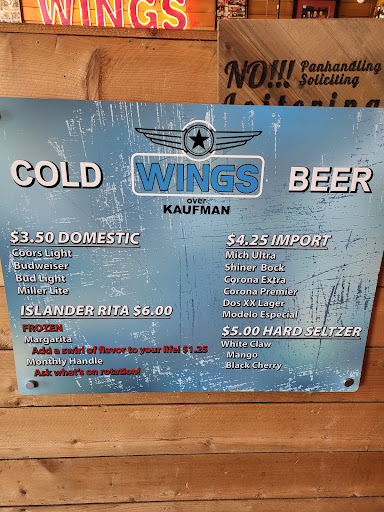 WINGS
NO!!! Panhandling
Soliciting
Loitering
COLD WINGS BEER
over
KAUFMAN
$3.50 DOMESTIC
Coors Light
Budweiser
Bud Light
Miller Lite
ISLANDER RITA $6.00
FROZEN
Margarita
Add a swirl of flavor to your life! $1.25
Monthly Handle
Ask what's on rotation!
$4.25 IMPORT
Mich Ultra
Shiner Bock
Corona Extra
Corona Premier
Dos XX Lager
Modelo Especial
$5.00 HARD SELTZER
White Claw
Mango
Black Cherry